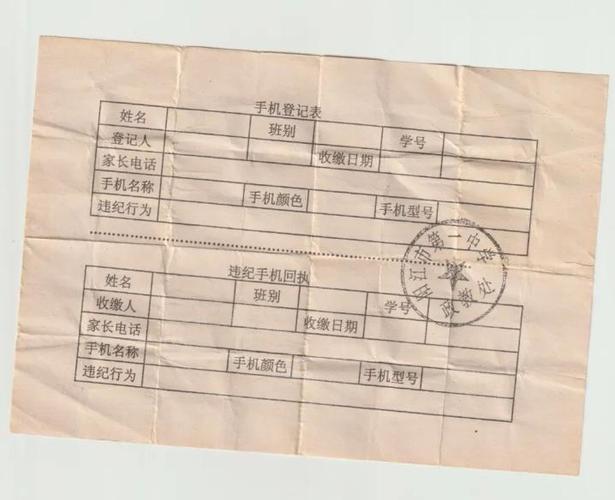 手机登记表
姓名 班别 学号
登记人 收缴日期
家长电话
手机名称 手机颜色 手机型号
违纪行为
阳江市第一中学
政教处
违纪手机回执
姓名 班别 学号
收缴人 收缴日期
家长电话
手机名称 手机颜色 手机型号
违纪行为